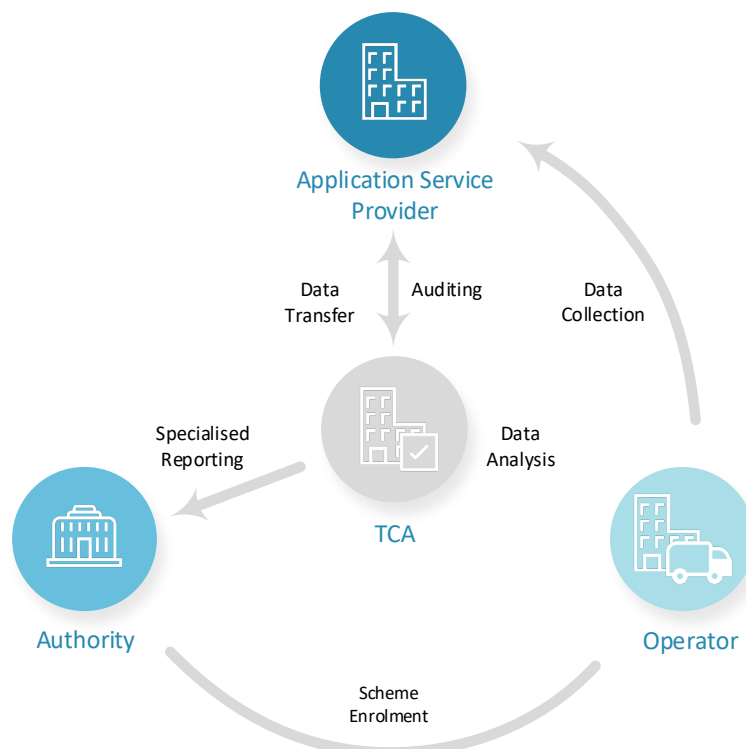 Application Service
Provider
Data
Transfer
Auditing
Data
Collection
Specialised
Reporting
Data
Analysis
TCA
Authority
Operator
Scheme
Enrolment